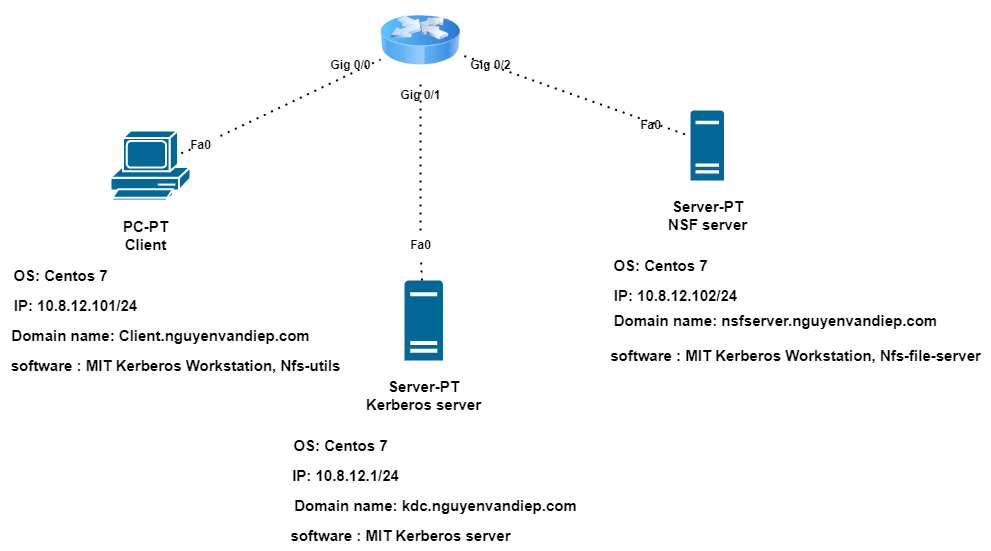 Gig 0/0
Gig 0/2
Gig 0/1
Fa0
Fa0
Fa0
PC-PT
Client
OS: Centos 7
IP: 10.8.12.101/24
Domain name: Client.nguyenvandiep.com
software : MIT Kerberos Workstation, Nfs-utils
Server-PT
NSF server
OS: Centos 7
IP: 10.8.12.102/24
Domain name: nsfserver.nguyenvandiep.com
software : MIT Kerberos Workstation, Nfs-file-server
Server-PT
Kerberos server
OS: Centos 7
IP: 10.8.12.1/24
Domain name: kdc.nguyenvandiep.com
software : MIT Kerberos server